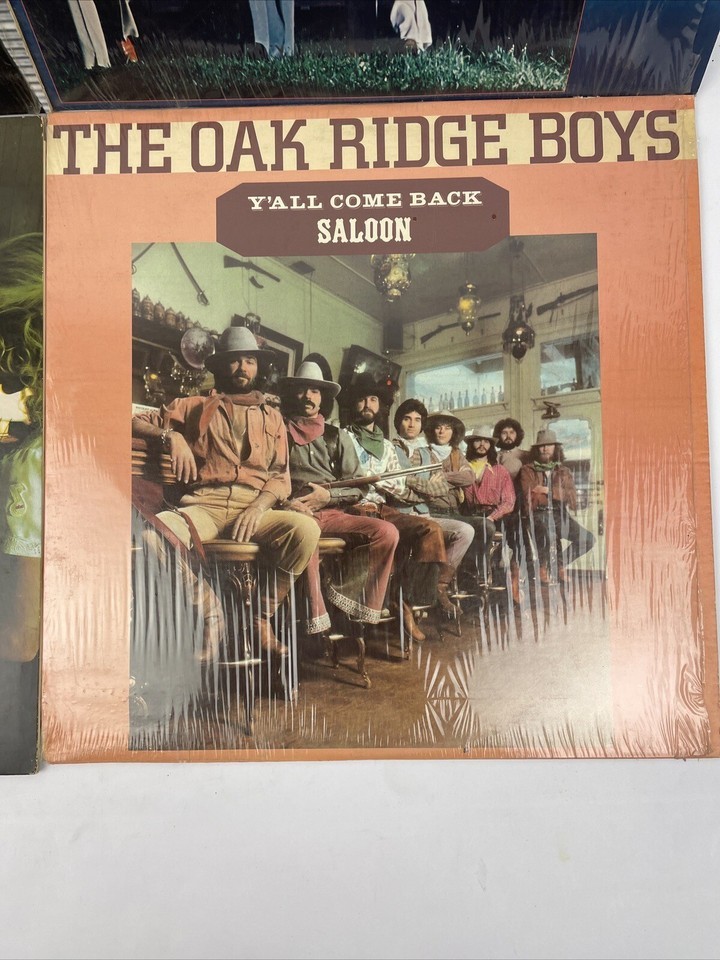 THE OAK RIDGE BOYS
Y'ALL COME BACK
SALOON